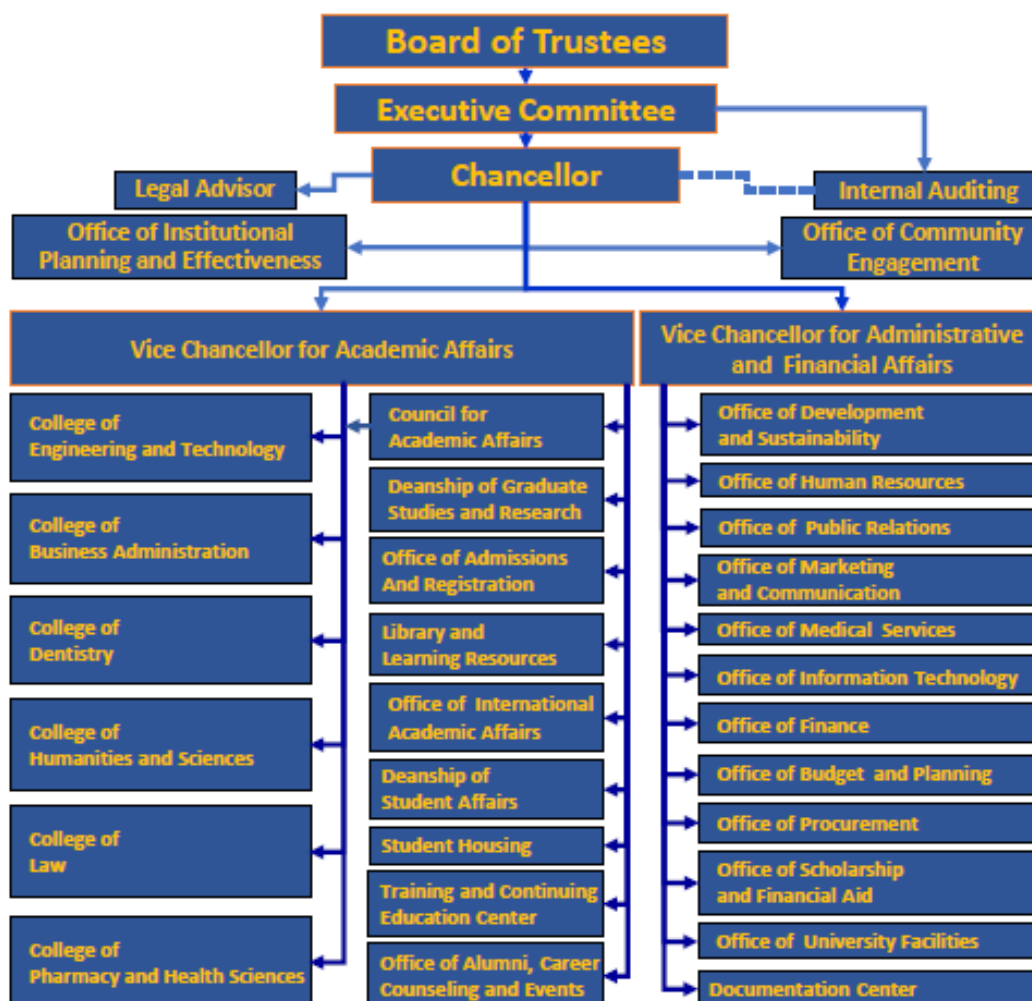 Board of Trustees
Executive Committee
Chancellor
Legal Advisor
Internal Auditing
Office of Institutional
Planning and Effectiveness
Office of Community
Engagement
Vice Chancellor for Academic Affairs
Vice Chancellor for Administrative
and Financial Affairs
College of
Engineering and Technology
College of
Business Administration
College of
Dentistry
College of
Humanities and Sciences
College of
Law
College of
Pharmacy and Health Sciences
Council for
Academic Affairs
Deanship of Graduate
Studies and Research
Office of Admissions
And Registration
Library and
Learning Resources
Office of International
Academic Affairs
Deanship of
Student Affairs
Student Housing
Training and Continuing
Education Center
Office of Alumni, Career
Counseling and Events
Office of Development
and Sustainability
Office of Human Resources
Office of Public Relations
Office of Marketing
and Communication
Office of Medical Services
Office of Information Technology
Office of Finance
Office of Budget and Planning
Office of Procurement
Office of Scholarship
and Financial Aid
Office of University Facilities
Documentation Center